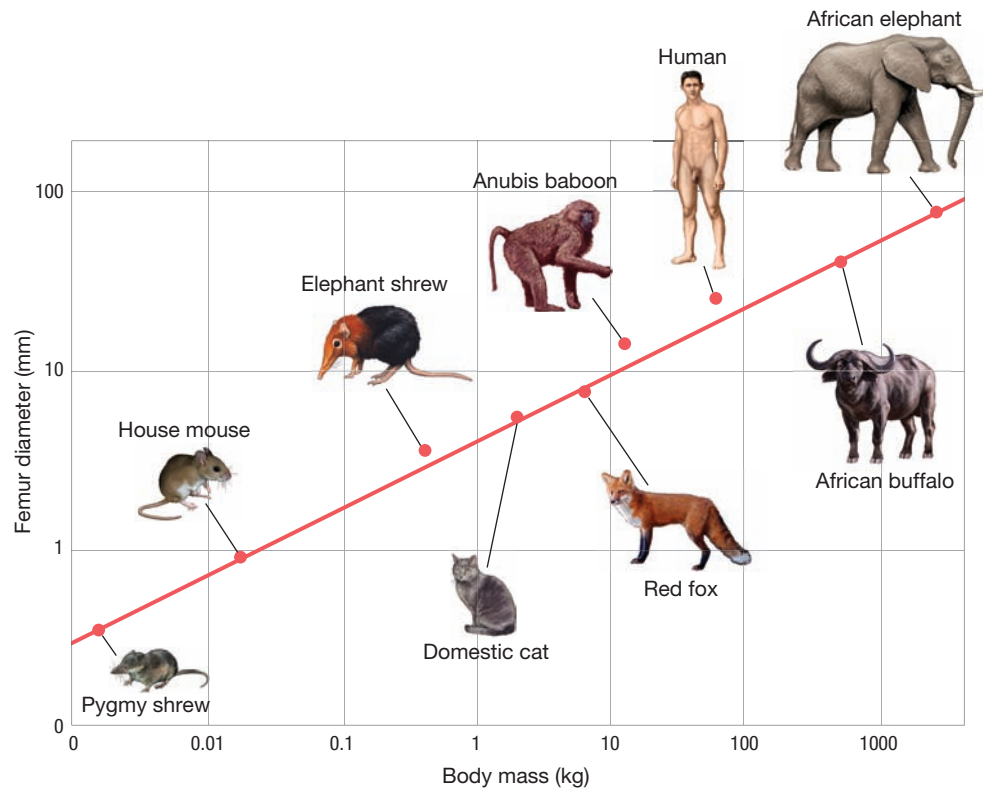 African elephant
Human
Anubis baboon
Elephant shrew
House mouse
Pygmy shrew
Domestic cat
Red fox
African buffalo
Femur diameter (mm)
100
10
1
0
0 0.01 0.1 1 10 100 1000
Body mass (kg)